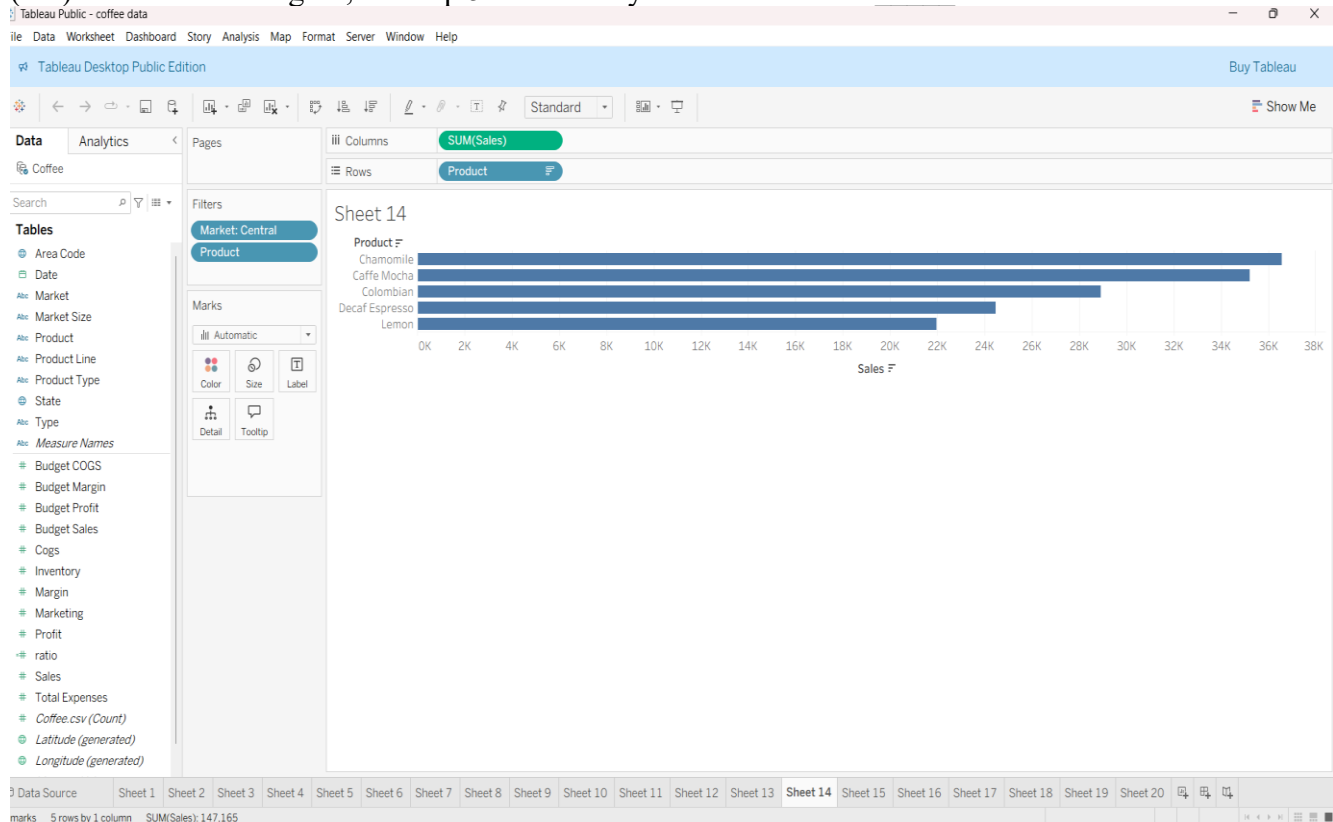 Tableau Public - coffee data
ile Data Worksheet Dashboard Story Analysis Map Format Server Window Help
Tableau Desktop Public Edition Buy Tableau
Standard Show Me
Data Analytics
Coffee
Search
Tables
Area Code
Date
Abc Market
Abc Market Size
Abc Product
Abc Product Line
Abc Product Type
State
Abc Type
Abc Measure Names
# Budget COGS
# Budget Margin
# Budget Profit
# Budget Sales
# Cogs
# Inventory
# Margin
# Marketing
# Profit
=# ratio
# Sales
# Total Expenses
# Coffee.csv (Count)
Latitude (generated)
Longitude (generated)
Pages
Filters
Market: Central
Product
Marks
Automatic
Color Size Label
Detail Tooltip
iii Columns SUM(Sales)
Rows Product
Sheet 14
Product
Chamomile
Caffe Mocha
Colombian
Decaf Espresso
Lemon
0K 2K 4K 6K 8K 10K 12K 14K 16K 18K 20K 22K 24K 26K 28K 30K 32K 34K 36K 38K
Sales
Data Source Sheet 1 Sheet 2 Sheet 3 Sheet 4 Sheet 5 Sheet 6 Sheet 7 Sheet 8 Sheet 9 Sheet 10 Sheet 11 Sheet 12 Sheet 13 Sheet 14 Sheet 15 Sheet 16 Sheet 17 Sheet 18 Sheet 19 Sheet 20
marks 5 rows by 1 column SUM(Sales): 147,165